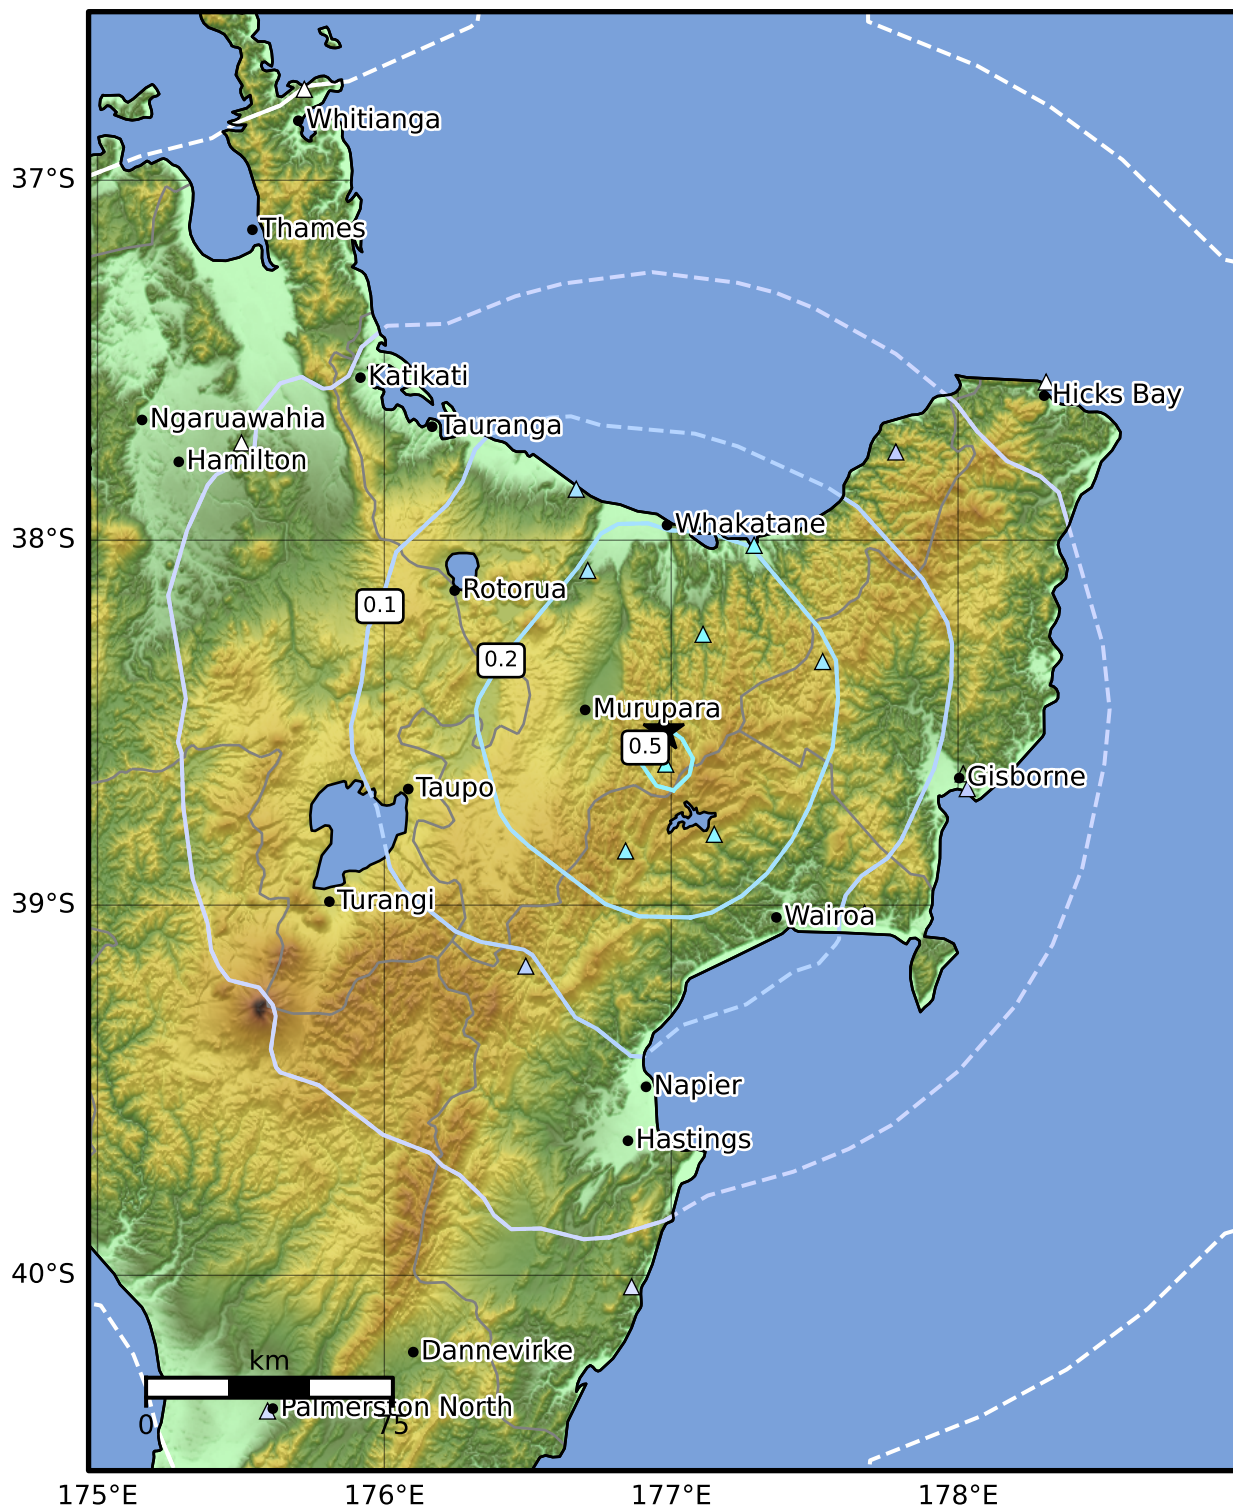 Whitianga
37°S
Thames
Katikati
Hicks Bay
Ngaruawahia
Tauranga
Hamilton
Whakatane
38°S
Rotorua
0.1
0.2
Murupara
0.5
Gisborne
Taupo
Turangi
39°S
Wairoa
Napier
Hastings
40°S
Dannevirke
km
Palmerston North
0 75
175°E 176°E 177°E 178°E